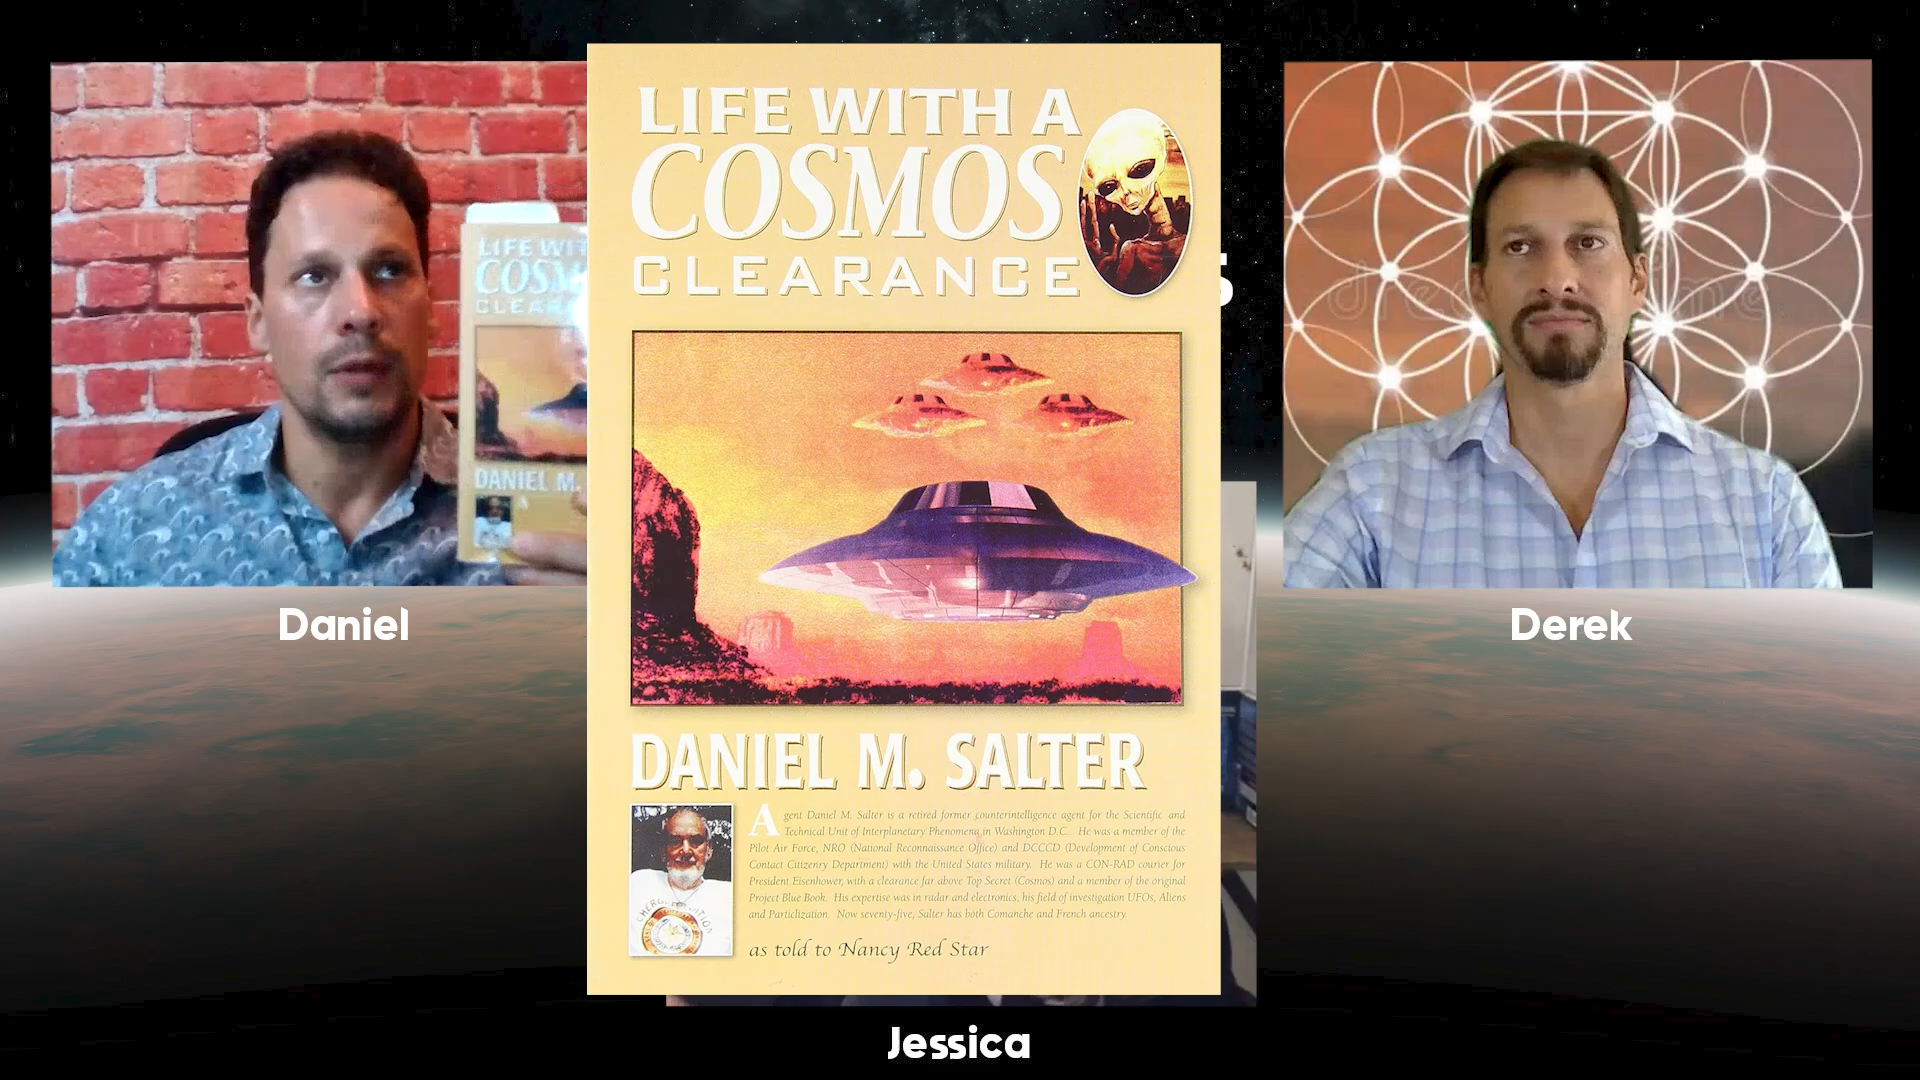 LIFE WITH A
COSMOS
CLEARANCE
DANIEL M. SALTER
Agent Daniel M. Salter is a retired former counterintelligence agent for the Scientific and
Technical Unit of Interplanetary Phenomena in Washington D.C. He was a member of the
Pilot Air Force, NRO (National Reconnaissance Office) and DCCCD (Development of Conscious
Contact Citizenry Department) with the United States military. He was a CON-RAD courier for
President Eisenhower, with a clearance far above Top Secret (Cosmos) and a member of the original
Project Blue Book. His expertise was in radar and electronics, his field of investigation UFOs, Aliens
and Particlization. Now seventy-five, Salter has both Comanche and French ancestry.
as told to Nancy Red Star
LIFE WIT
COSM
CLEAR
DANIEL M.
Daniel
Derek
Jessica